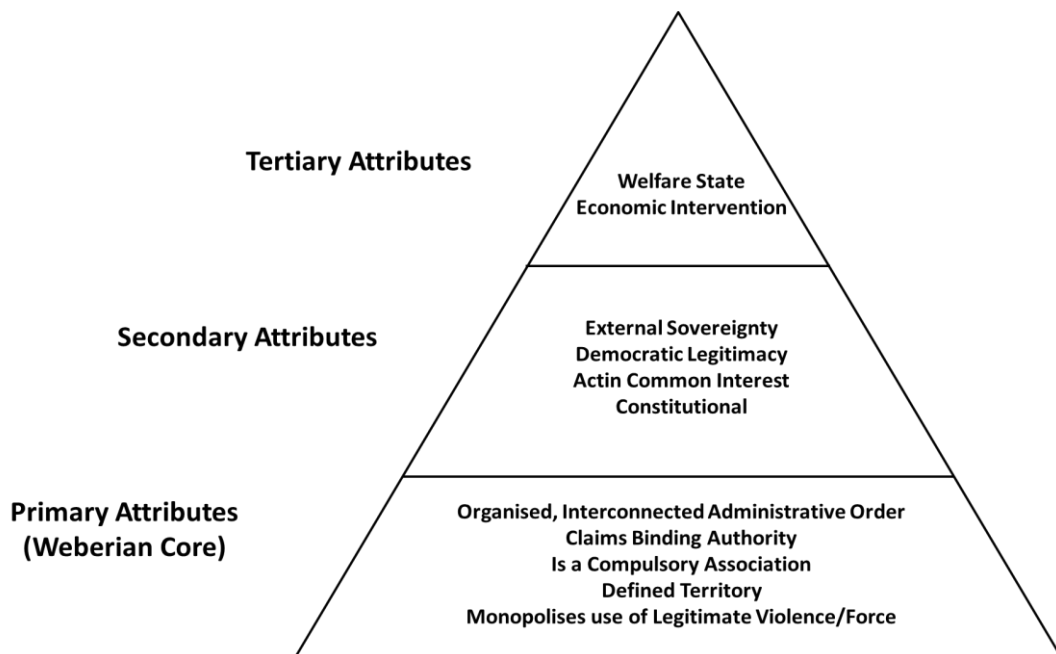 Tertiary Attributes
Welfare State
Economic Intervention
Secondary Attributes
External Sovereignty
Democratic Legitimacy
Actin Common Interest
Constitutional
Primary Attributes
(Weberian Core)
Organised, Interconnected Administrative Order
Claims Binding Authority
Is a Compulsory Association
Defined Territory
Monopolises use of Legitimate Violence/Force